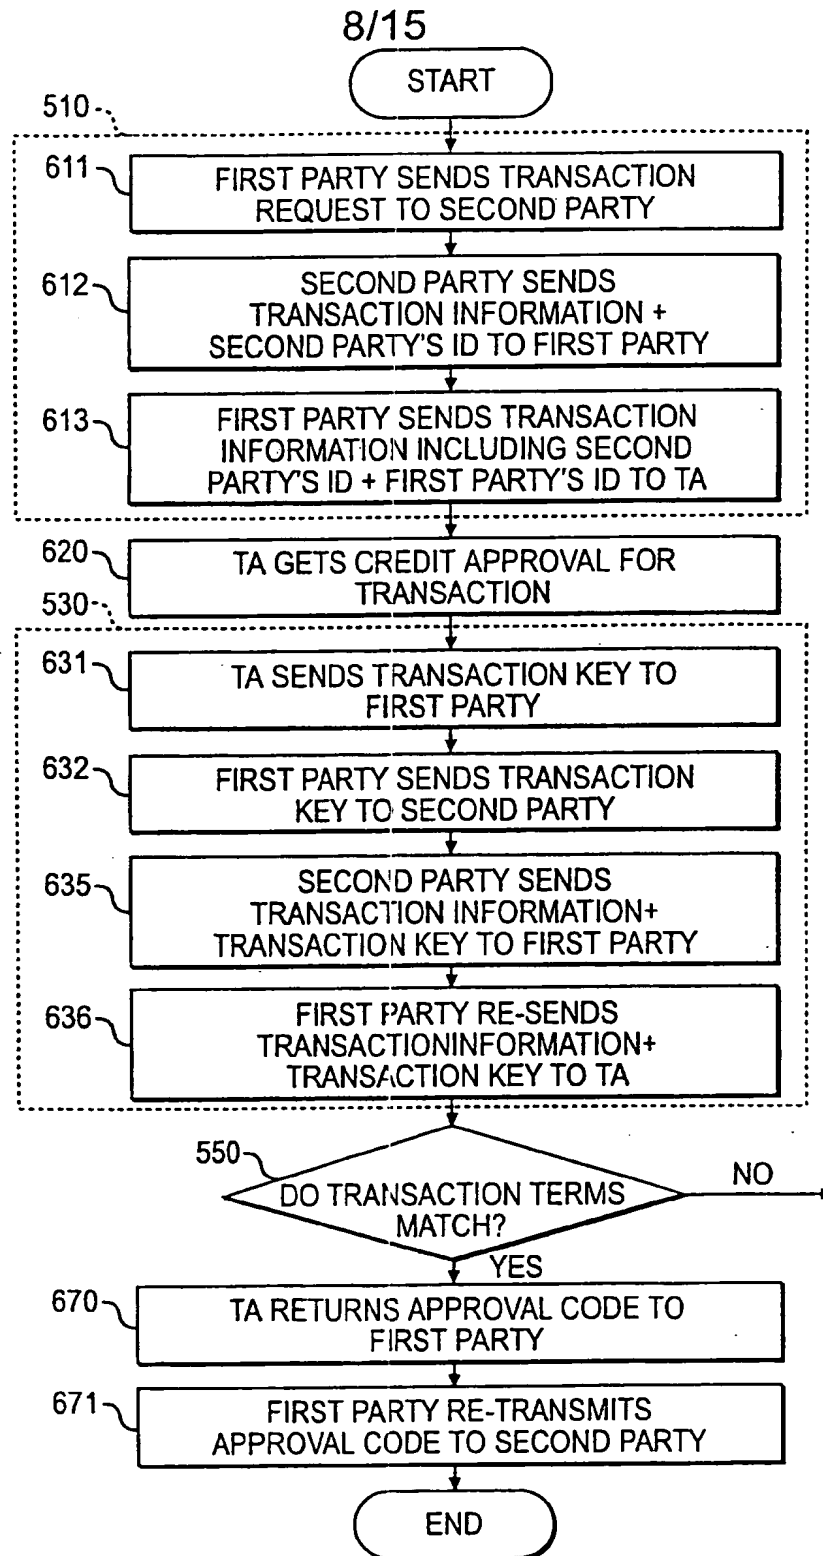 8/15
START
510
611
FIRST PARTY SENDS TRANSACTION
REQUEST TO SECOND PARTY
612
SECOND PARTY SENDS
TRANSACTION INFORMATION +
SECOND PARTY'S ID TO FIRST PARTY
613
FIRST PARTY SENDS TRANSACTION
INFORMATION INCLUDING SECOND
PARTY'S ID + FIRST PARTY'S ID TO TA
620
TA GETS CREDIT APPROVAL FOR
TRANSACTION
530
631
TA SENDS TRANSACTION KEY TO
FIRST PARTY
632
FIRST PARTY SENDS TRANSACTION
KEY TO SECOND PARTY
635
SECOND PARTY SENDS
TRANSACTION INFORMATION+
TRANSACTION KEY TO FIRST PARTY
636
FIRST PARTY RE-SENDS
TRANSACTIONINFORMATION+
TRANSACTION KEY TO TA
550
DO TRANSACTION TERMS
MATCH?
NO
YES
670
TA RETURNS APPROVAL CODE TO
FIRST PARTY
671
FIRST PARTY RE-TRANSMITS
APPROVAL CODE TO SECOND PARTY
END